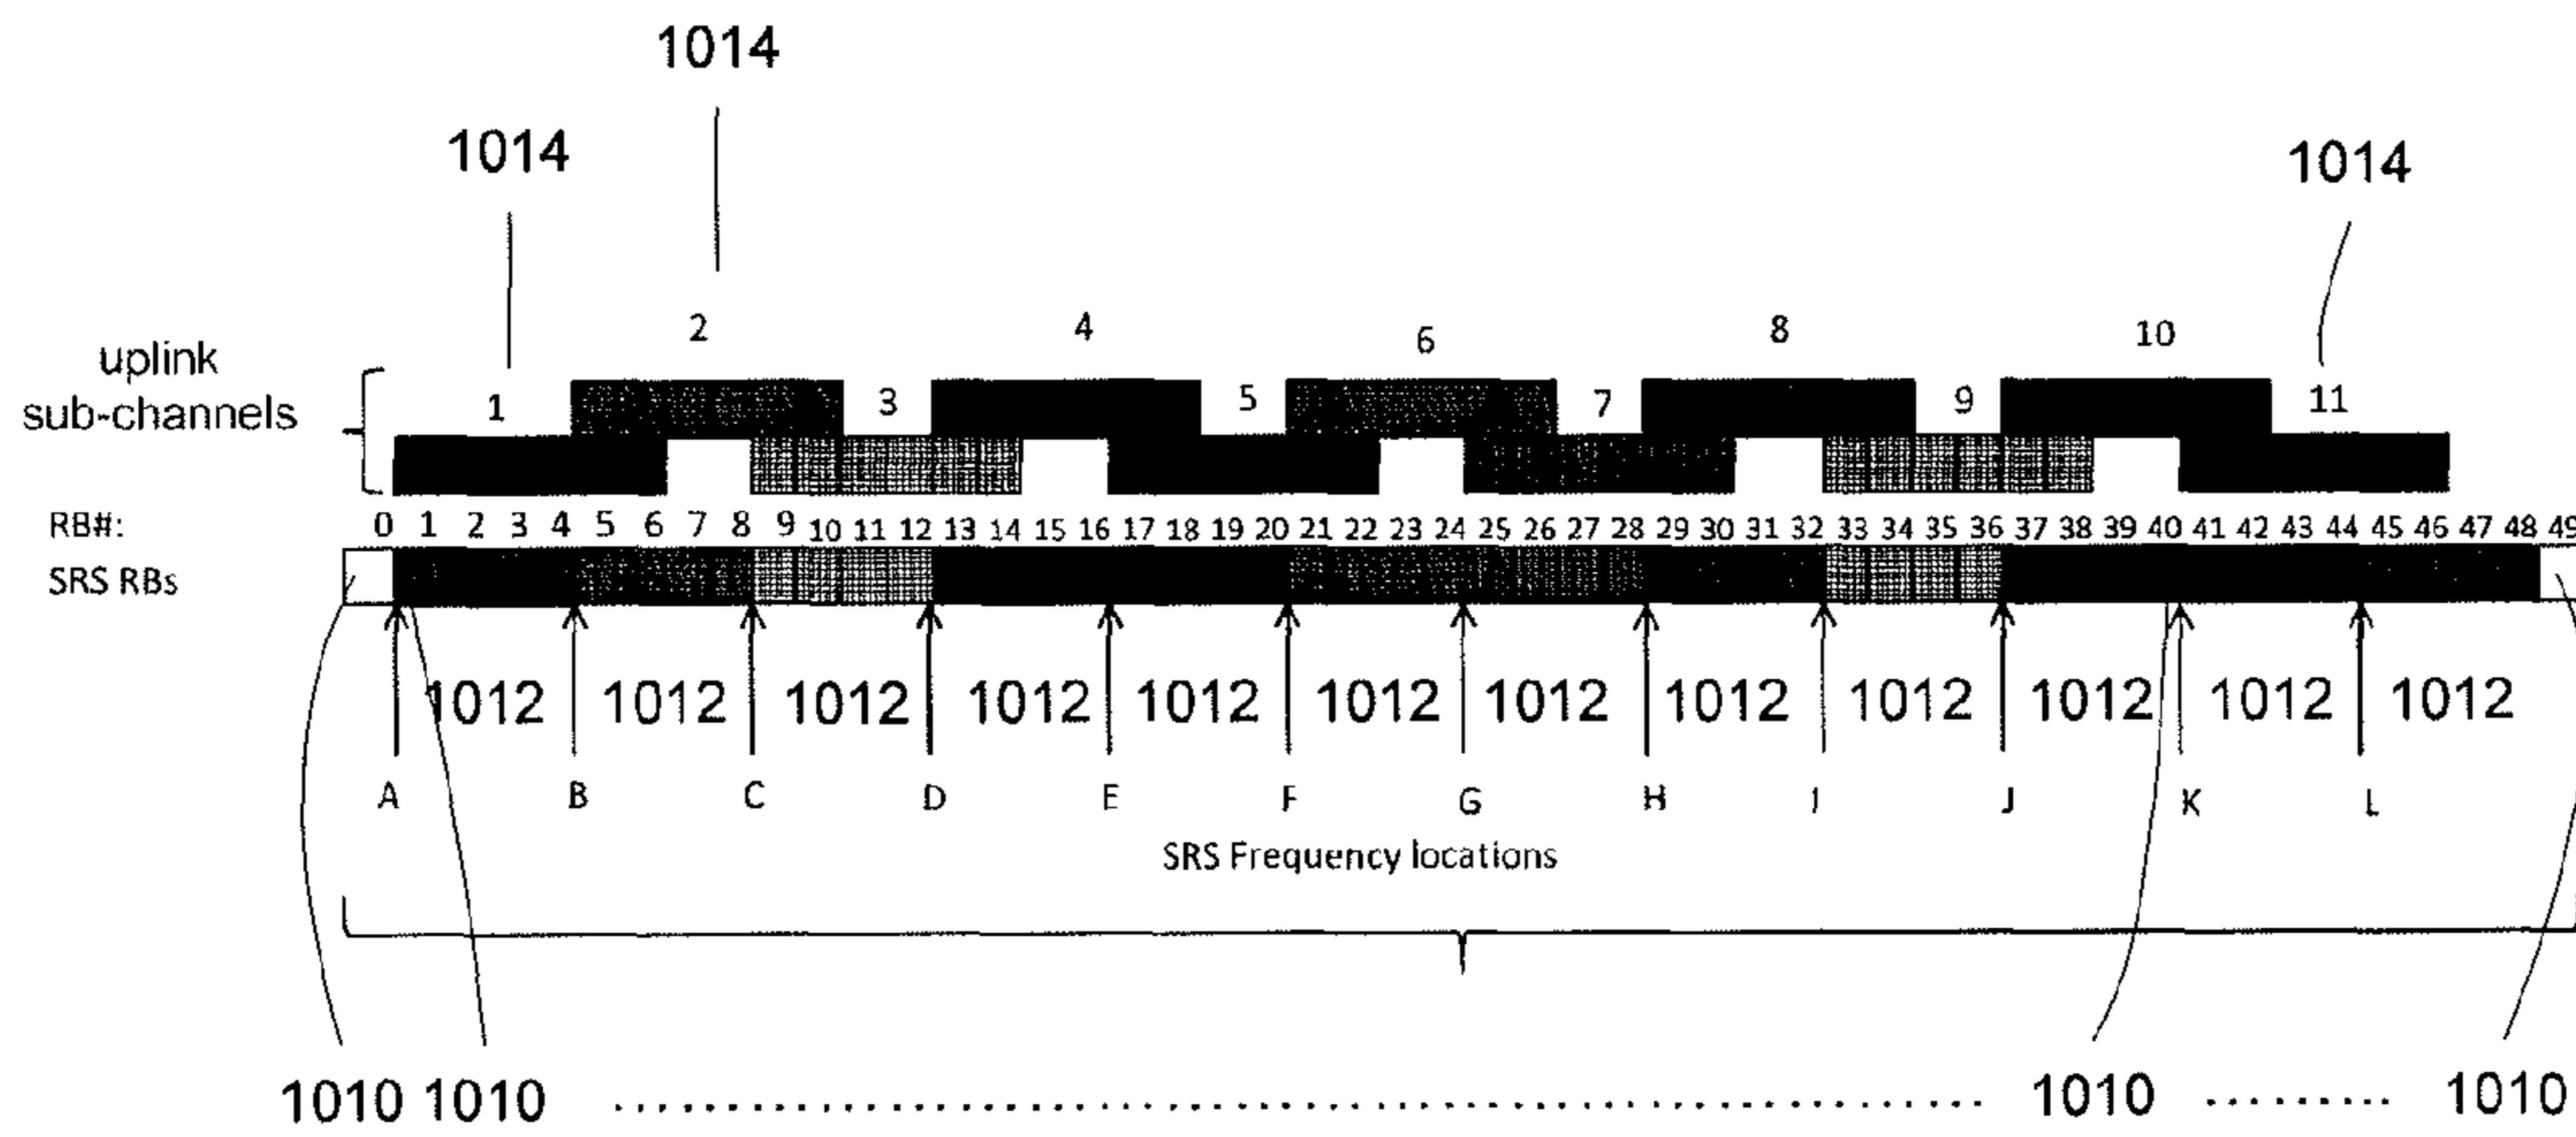 1014
1014
1014
2 4 6 8 10
uplink
sub-channels
1 3 5 7 9 11
RB#: 0 1 2 3 4 5 6 7 8 9 10 11 12 13 14 15 16 17 18 19 20 21 22 23 24 25 26 27 28 29 30 31 32 33 34 35 36 37 38 39 40 41 42 43 44 45 46 47 48 49
SRS RBs
1012 1012 1012 1012 1012 1012 1012 1012 1012 1012 1012 1012
A B C D E F G H I J K L
SRS Frequency locations
1010 1010 ........................................ 1010 ......... 1010